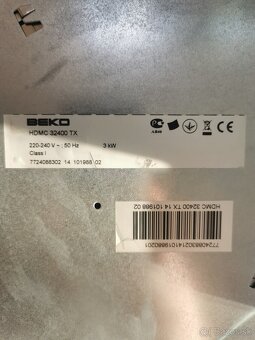 BEKO
HDMC 32400 TX
220-240 V ~ ; 50 Hz 3 kW
Class I
7724088302 14 101988 02
HDMC 32400 TX 14 101988 02
7724088302141019880201